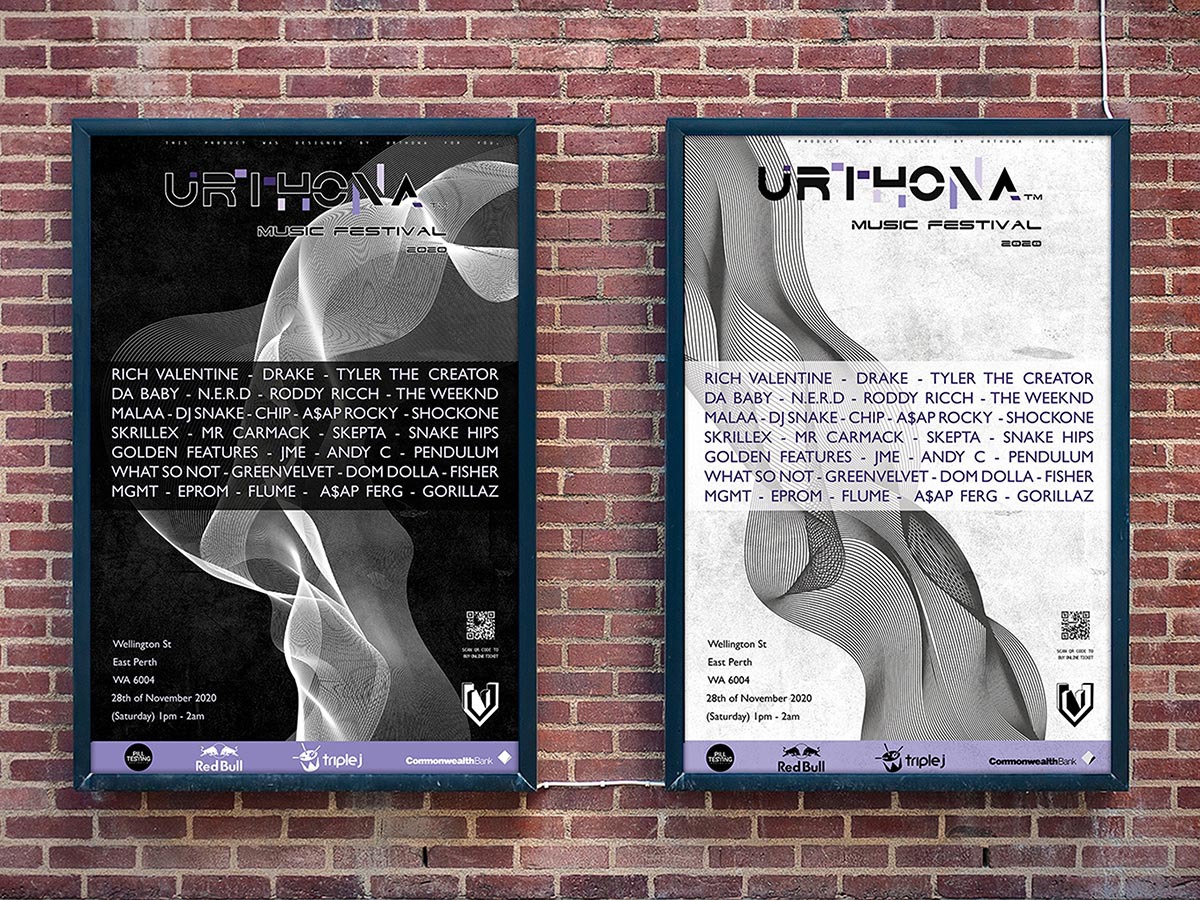 THIS PRODUCT WAS DESIGNED BY URTHONA FOR YOU.
URTHONA™
MUSIC FESTIVAL
2020
RICH VALENTINE - DRAKE - TYLER THE CREATOR
DA BABY - N.E.R.D - RODDY RICCH - THE WEEKND
MALAA - DJ SNAKE - CHIP - A$AP ROCKY - SHOCKONE
SKRILLEX - MR CARMACK - SKEPTA - SNAKE HIPS
GOLDEN FEATURES - JME - ANDY C - PENDULUM
WHAT SO NOT - GREENVELVET - DOM DOLLA - FISHER
MGMT - EPROM - FLUME - A$AP FERG - GORILLAZ
SCAN QR CODE TO
BUY ONLINE TICKET
Wellington St
East Perth
WA 6004
28th of November 2020
(Saturday) 1pm - 2am
PILL
TESTING
Red Bull
triple j
CommonwealthBank
PRODUCT WAS DESIGNED BY URTHONA FOR YOU.
URTHONA™
MUSIC FESTIVAL
2020
RICH VALENTINE - DRAKE - TYLER THE CREATOR
DA BABY - N.E.R.D - RODDY RICCH - THE WEEKND
MALAA - DJ SNAKE - CHIP - A$AP ROCKY - SHOCKONE
SKRILLEX - MR CARMACK - SKEPTA - SNAKE HIPS
GOLDEN FEATURES - JME - ANDY C - PENDULUM
WHAT SO NOT - GREENVELVET - DOM DOLLA - FISHER
MGMT - EPROM - FLUME - A$AP FERG - GORILLAZ
SCAN QR CODE TO
BUY ONLINE TICKET
Wellington St
East Perth
WA 6004
28th of November 2020
(Saturday) 1pm - 2am
PILL
TESTING
Red Bull
triple j
CommonwealthBank